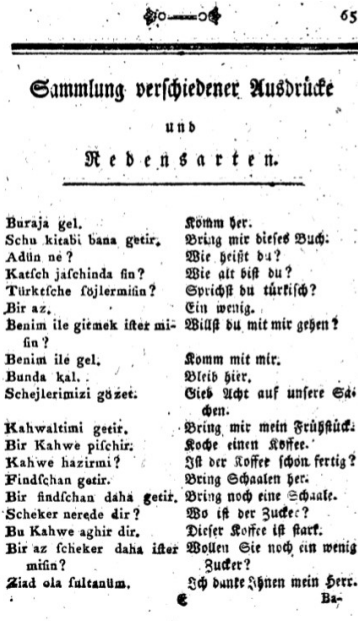 65
Sammlung verſchiedener Ausdrücke
und
Redensarten.
Buraja gel. Komm her.
Schu kitabi bana getir. Bring mir dieſes Buch.
Adün ne? Wie heißt du?
Katſch jaſchinda ſin? Wie alt biſt du?
Türktſche ſöjlermiſin? Sprichſt du türkiſch?
Bir az. Ein wenig.
Benim ile gitmek iſter mi- Willſt du mit mir gehen?
ſin?
Benim ile gel. Komm mit mir.
Bunda kal. Bleib hier.
Schejlerimizi gözet. Gieb Acht auf unſere Sa-
chen.
Kahwaltimi getir. Bring mir mein Frühſtück.
Bir Kahwe piſchir. Koche einen Koffee.
Kahwe hazirmi? Iſt der Koffee ſchon fertig?
Findſchan getir. Bring Schaalen her.
Bir findſchan daha getir. Bring noch eine Schaale.
Scheker nerede dir? Wo iſt der Zucker?
Bu Kahwe aghir dir. Dieſer Koffee iſt ſtark.
Bir az ſcheker daha iſter Wollen Sie noch ein wenig
miſin? Zucker?
Ziad ola ſultanüm. Ich danke Ihnen mein Herr.
E Ba-